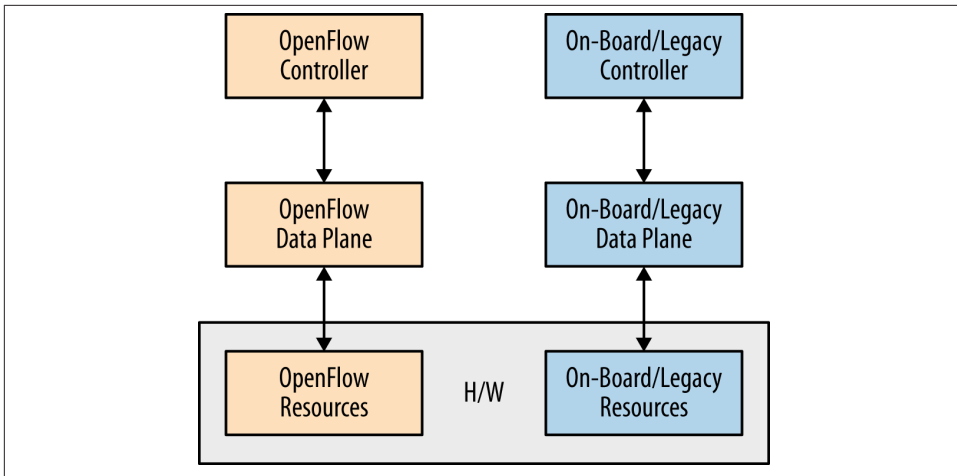 OpenFlow
Controller
On-Board/Legacy
Controller
OpenFlow
Data Plane
On-Board/Legacy
Data Plane
OpenFlow
Resources
H/W
On-Board/Legacy
Resources